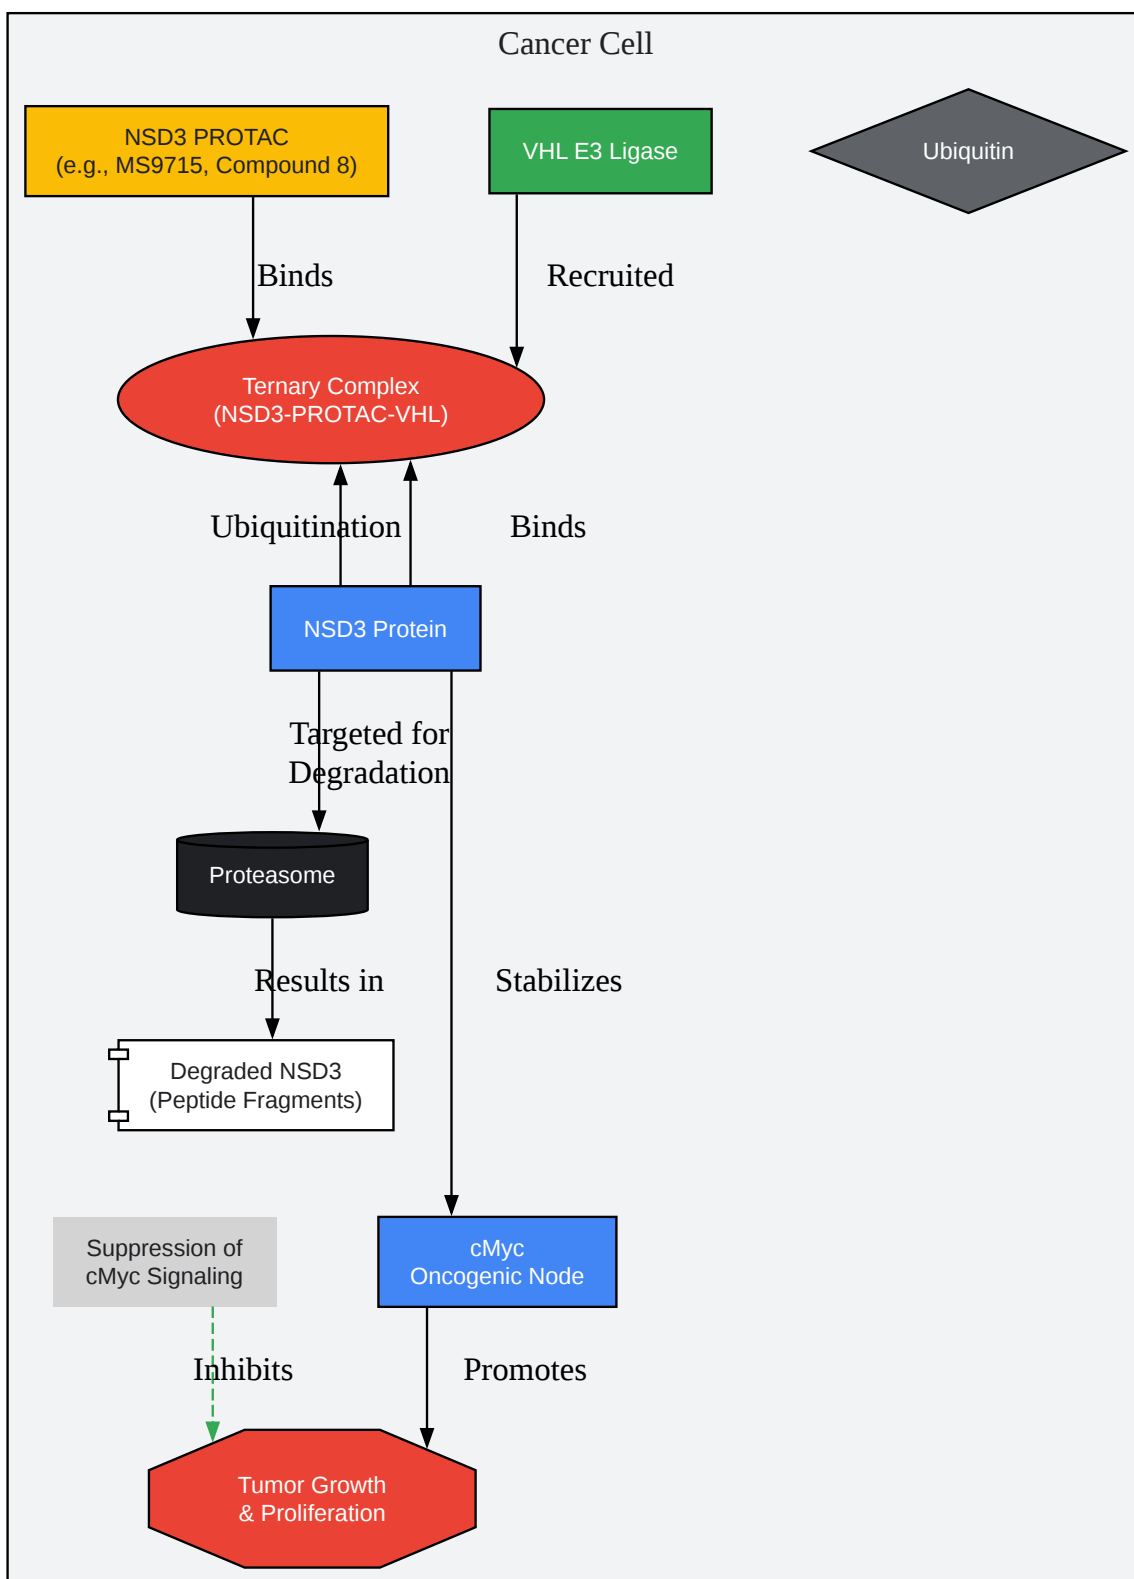 Cancer Cell
NSD3 PROTAC
(e.g., MS9715, Compound 8)
VHL E3 Ligase
Ubiquitin
Binds
Recruited
Ternary Complex
(NSD3-PROTAC-VHL)
Ubiquitination
Binds
NSD3 Protein
Targeted for
Degradation
Proteasome
Results in
Stabilizes
Degraded NSD3
(Peptide Fragments)
Suppression of
cMyc Signaling
cMyc
Oncogenic Node
Inhibits
Promotes
Tumor Growth
& Proliferation